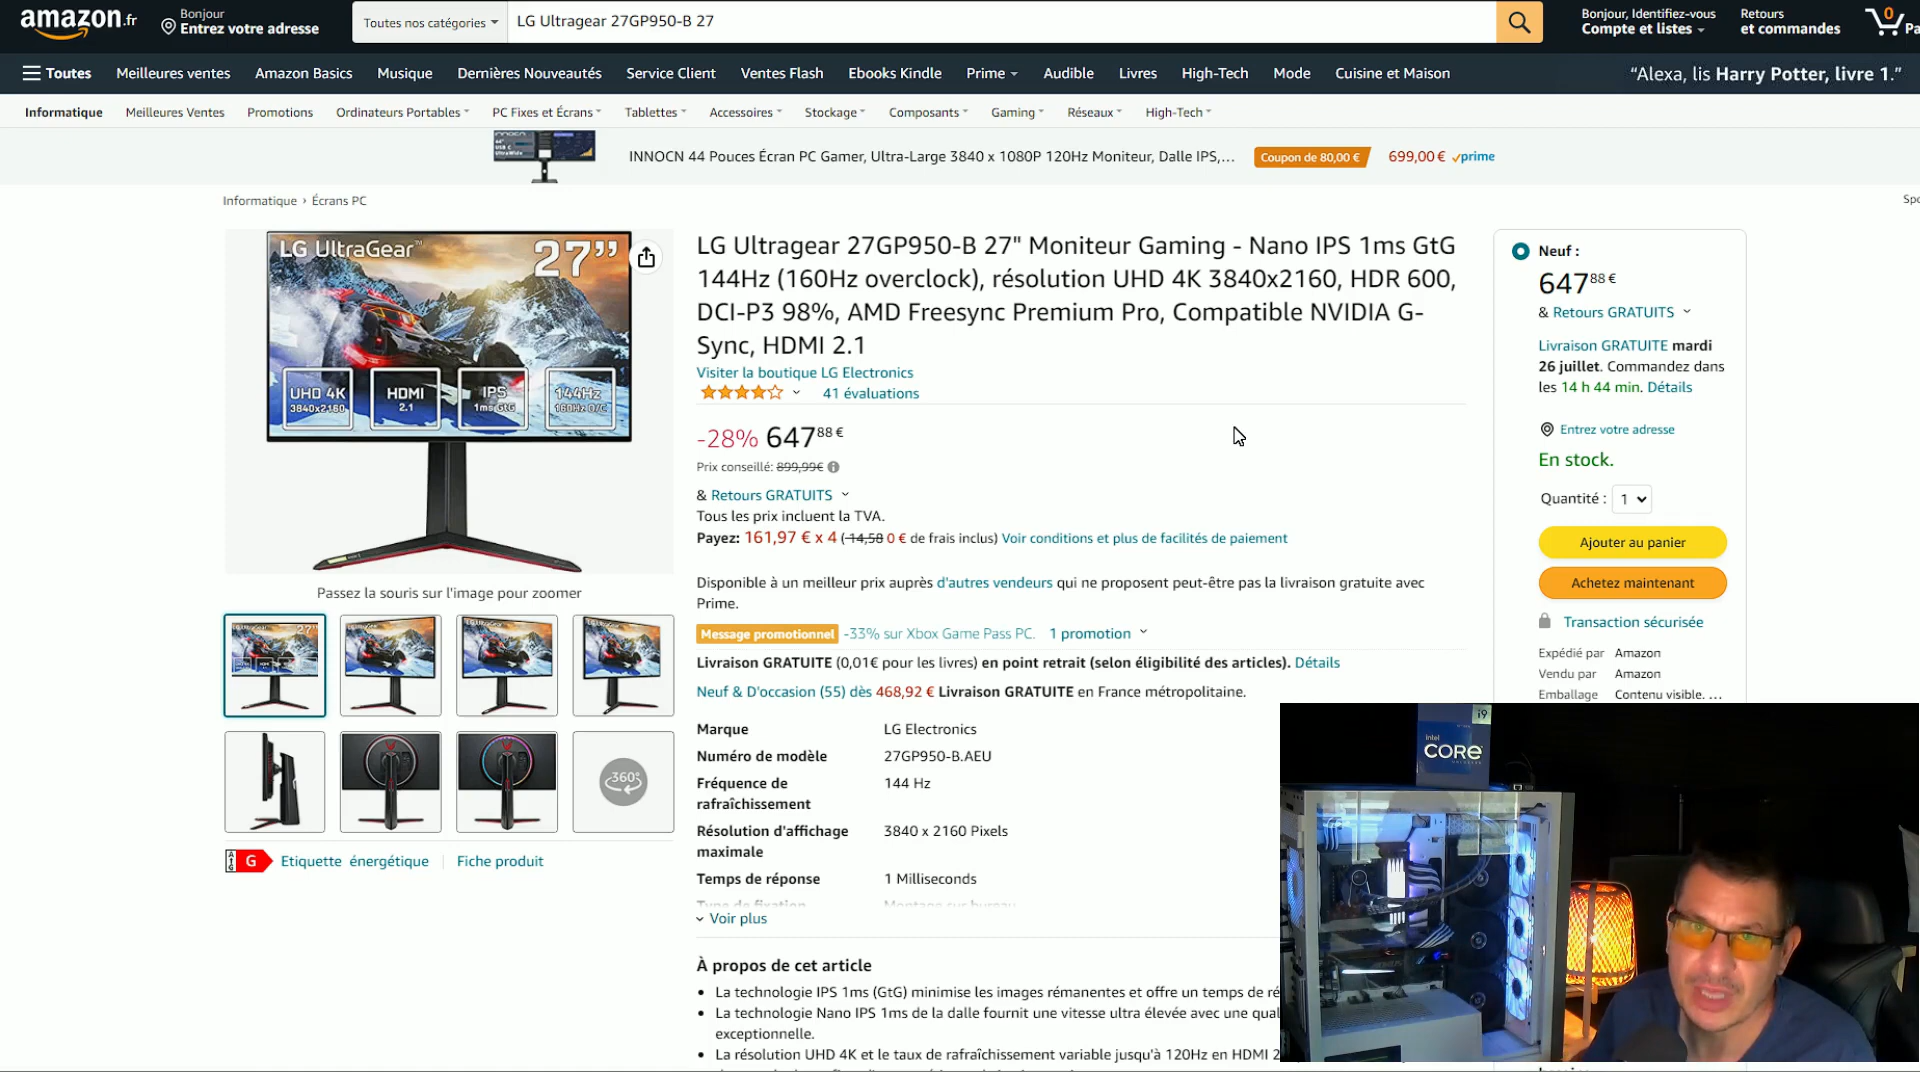 amazon.fr
Bonjour
Entrez votre adresse
Toutes nos catégories
LG Ultragear 27GP950-B 27
Bonjour, Identifiez-vous
Compte et listes
Retours
et commandes
0
Pa
Toutes
Meilleures ventes
Amazon Basics
Musique
Dernières Nouveautés
Service Client
Ventes Flash
Ebooks Kindle
Prime
Audible
Livres
High-Tech
Mode
Cuisine et Maison
“Alexa, lis Harry Potter, livre 1.”
Informatique
Meilleures Ventes
Promotions
Ordinateurs Portables
PC Fixes et Écrans
Tablettes
Accessoires
Stockage
Composants
Gaming
Réseaux
High-Tech
INNOCN 44 Pouces Écran PC Gamer, Ultra-Large 3840 x 1080P 120Hz Moniteur, Dalle IPS,...
Coupon de 80,00 €
699,00 €
prime
Informatique › Écrans PC
Spo
LG UltraGear™
27”
UHD 4K
3840x2160
HDMI
2.1
IPS
1ms GtG
144Hz
160Hz O/C
Passez la souris sur l'image pour zoomer
360°
G
Etiquette énergétique
Fiche produit
LG Ultragear 27GP950-B 27" Moniteur Gaming - Nano IPS 1ms GtG
144Hz (160Hz overclock), résolution UHD 4K 3840x2160, HDR 600,
DCI-P3 98%, AMD Freesync Premium Pro, Compatible NVIDIA G-
Sync, HDMI 2.1
Visiter la boutique LG Electronics
41 évaluations
-28% 647,88 €
Prix conseillé: 899,99€
& Retours GRATUITS
Tous les prix incluent la TVA.
Payez: 161,97 € x 4 (14,58 0 € de frais inclus) Voir conditions et plus de facilités de paiement
Disponible à un meilleur prix auprès d'autres vendeurs qui ne proposent peut-être pas la livraison gratuite avec
Prime.
Message promotionnel -33% sur Xbox Game Pass PC. 1 promotion
Livraison GRATUITE (0,01€ pour les livres) en point retrait (selon éligibilité des articles). Détails
Neuf & D'occasion (55) dès 468,92 € Livraison GRATUITE en France métropolitaine.
Marque LG Electronics
Numéro de modèle 27GP950-B.AEU
Fréquence de 144 Hz
rafraîchissement
Résolution d'affichage 3840 x 2160 Pixels
maximale
Temps de réponse 1 Milliseconds
Type de fixation Montage sur bureau
Voir plus
À propos de cet article
La technologie IPS 1ms (GtG) minimise les images rémanentes et offre un temps de ré
La technologie Nano IPS 1ms de la dalle fournit une vitesse ultra élevée avec une qual
exceptionnelle.
La résolution UHD 4K et le taux de rafraîchissement variable jusqu'à 120Hz en HDMI 2
Neuf :
647,88 €
& Retours GRATUITS
Livraison GRATUITE mardi
26 juillet. Commandez dans
les 14 h 44 min. Détails
Entrez votre adresse
En stock.
Quantité : 1
Ajouter au panier
Achetez maintenant
Transaction sécurisée
Expédié par Amazon
Vendu par Amazon
Emballage Contenu visible. ...
i9
intel
CORE